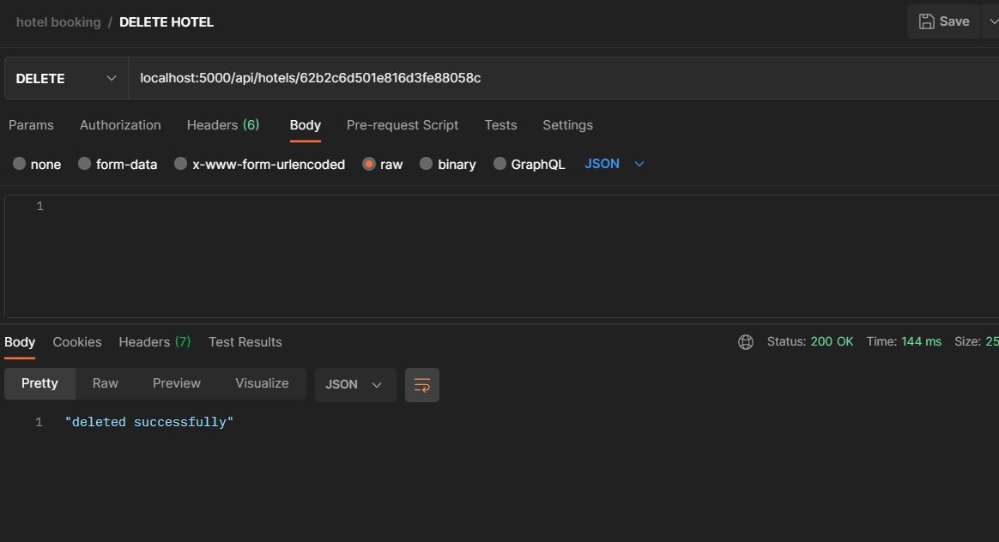 hotel booking / DELETE HOTEL Save
DELETE localhost:5000/api/hotels/62b2c6d501e816d3fe88058c
Params Authorization Headers (6) Body Pre-request Script Tests Settings
none form-data x-www-form-urlencoded raw binary GraphQL JSON
1
Body Cookies Headers (7) Test Results Status: 200 OK Time: 144 ms Size: 25
Pretty Raw Preview Visualize JSON
1 "deleted successfully"